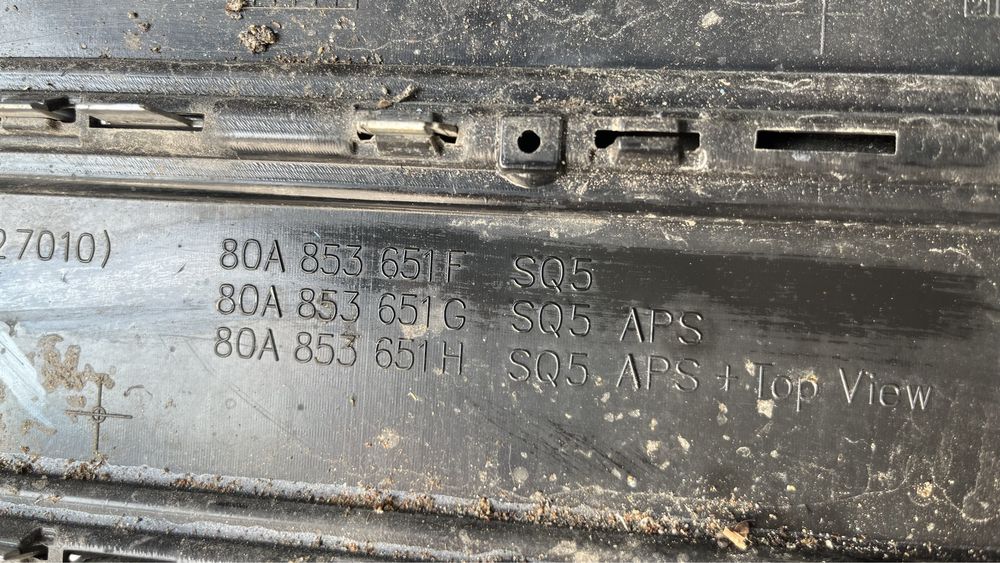 27010)
80A 853 651F SQ5
80A 853 651G SQ5 APS
80A 853 651H SQ5 APS + Top View